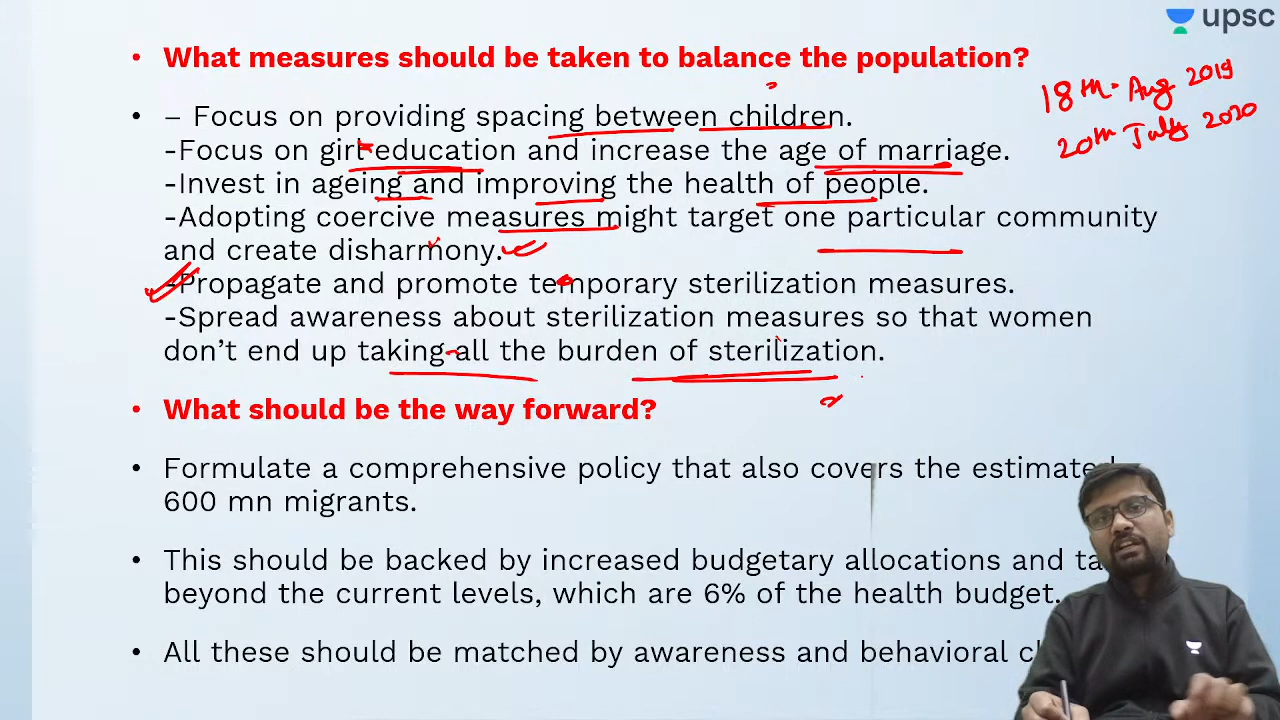 upsc
• What measures should be taken to balance the population?
18th Aug 2019
20th July 2020
• – Focus on providing spacing between children.
-Focus on girl education and increase the age of marriage.
-Invest in ageing and improving the health of people.
-Adopting coercive measures might target one particular community
and create disharmony.
-Propagate and promote temporary sterilization measures.
-Spread awareness about sterilization measures so that women
don't end up taking all the burden of sterilization.
• What should be the way forward?
• Formulate a comprehensive policy that also covers the estimated
600 mn migrants.
• This should be backed by increased budgetary allocations and
beyond the current levels, which are 6% of the health budget.
• All these should be matched by awareness and behavioral